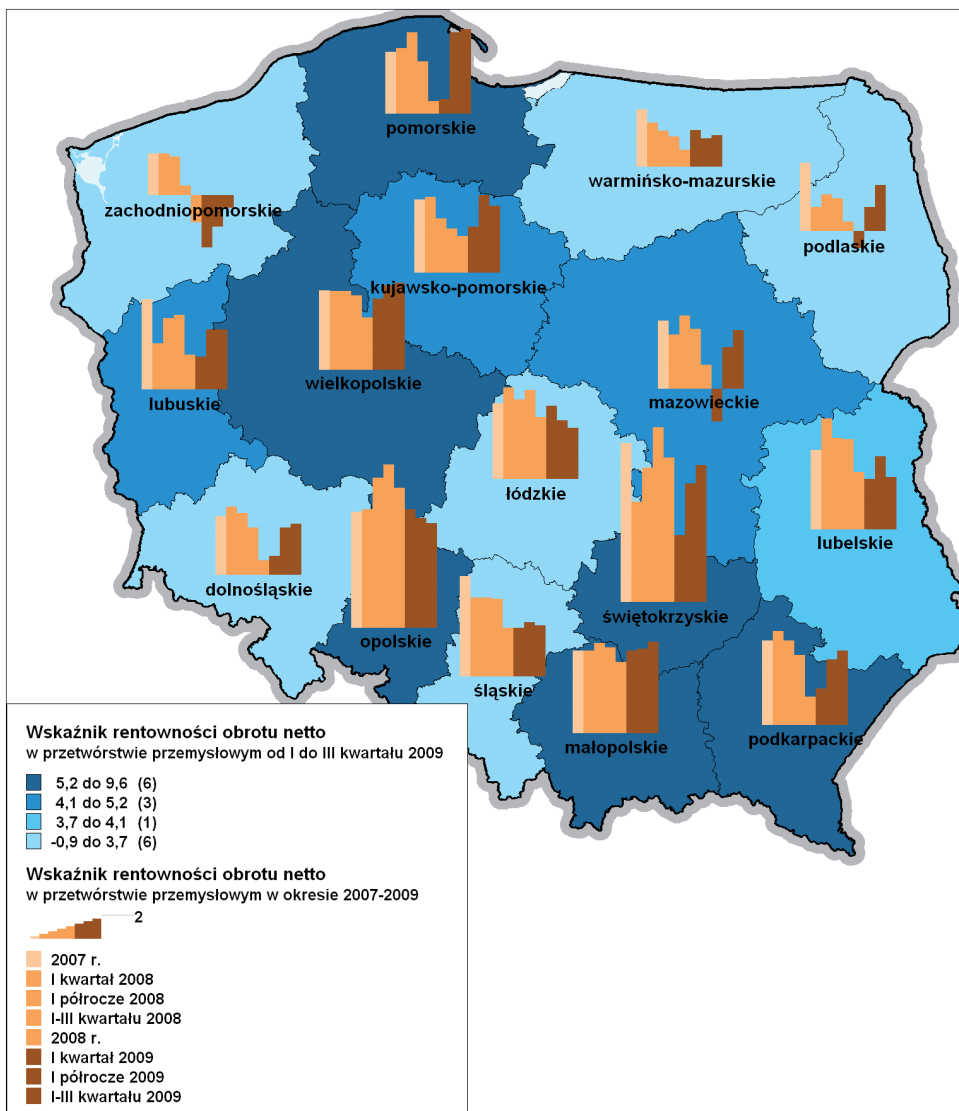 pomorskie
warmińsko-mazurskie
zachodniopomorskie
podlaskie
kujawsko-pomorskie
wielkopolskie
lubuskie
mazowieckie
łódzkie
lubelskie
dolnośląskie
opolskie
świętokrzyskie
śląskie
małopolskie
podkarpackie
Wskaźnik rentowności obrotu netto
w przetwórstwie przemysłowym od I do III kwartału 2009
5,2 do 9,6 (6)
4,1 do 5,2 (3)
3,7 do 4,1 (1)
-0,9 do 3,7 (6)
Wskaźnik rentowności obrotu netto
w przetwórstwie przemysłowym w okresie 2007-2009
2
2007 r.
I kwartał 2008
I półrocze 2008
I-III kwartału 2008
2008 r.
I kwartał 2009
I półrocze 2009
I-III kwartału 2009